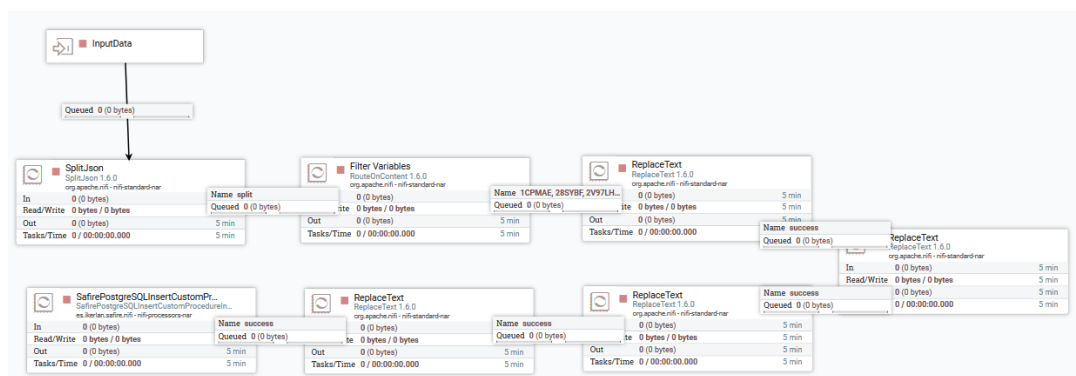 InputData
Queued 0 (0 bytes)
SplitJson
SplitJson 1.6.0
org.apache.nifi - nifi-standard-nar
In 0 (0 bytes)
Read/Write 0 bytes / 0 bytes
Out 0 (0 bytes) 5 min
Tasks/Time 0 / 00:00:00.000 5 min
Name split
Queued 0 (0 bytes)
Filter Variables
RouteOnContent 1.6.0
org.apache.nifi - nifi-standard-nar
0 (0 bytes)
0 bytes / 0 bytes
Out 0 (0 bytes) 5 min
Tasks/Time 0 / 00:00:00.000 5 min
Name 1CPMAE, 28SYBF, 2V97LH...
Queued 0 (0 bytes)
ReplaceText
ReplaceText 1.6.0
org.apache.nifi - nifi-standard-nar
0 (0 bytes) 5 min
ite 0 bytes / 0 bytes 5 min
Out 0 (0 bytes) 5 min
Tasks/Time 0 / 00:00:00.000 5 min
Name success
Queued 0 (0 bytes)
ReplaceText
ReplaceText 1.6.0
org.apache.nifi - nifi-standard-nar
In 0 (0 bytes) 5 min
Read/Write 0 bytes / 0 bytes 5 min
0 (0 bytes) 5 min
0 / 00:00:00.000 5 min
Name success
Queued 0 (0 bytes)
SafirePostgreSQLInsertCustomPr...
SafirePostgreSQLInsertCustomProcedureIn...
es.ikerlan.safire.nifi - nifi-processors-nar
In 0 (0 bytes)
Read/Write 0 bytes / 0 bytes
Out 0 (0 bytes) 5 min
Tasks/Time 0 / 00:00:00.000 5 min
Name success
Queued 0 (0 bytes)
ReplaceText
ReplaceText 1.6.0
org.apache.nifi - nifi-standard-nar
0 (0 bytes)
0 bytes / 0 bytes
Out 0 (0 bytes) 5 min
Tasks/Time 0 / 00:00:00.000 5 min
Name success
Queued 0 (0 bytes)
ReplaceText
ReplaceText 1.6.0
org.apache.nifi - nifi-standard-nar
0 (0 bytes)
ite 0 bytes / 0 bytes
Out 0 (0 bytes) 5 min
Tasks/Time 0 / 00:00:00.000 5 min